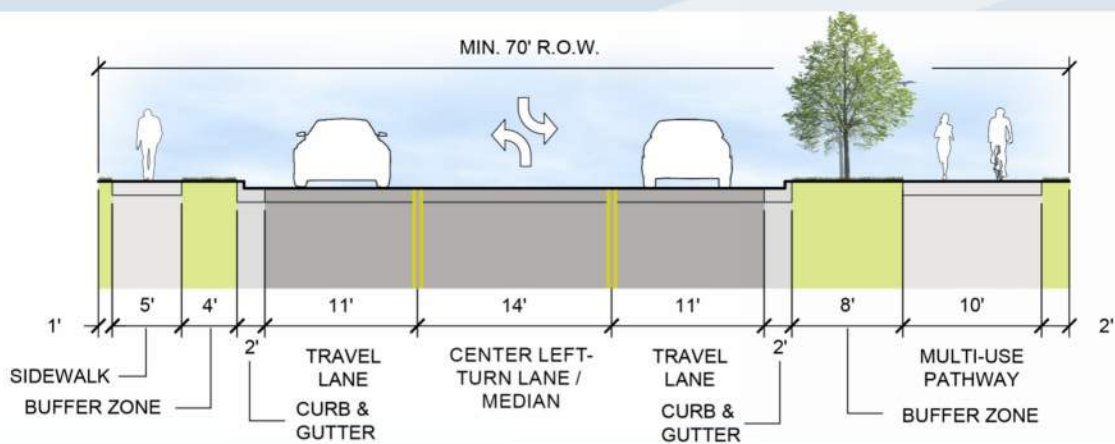 MIN. 70' R.O.W.
5'
4'
11'
14'
11'
8'
10'
1'
2'
2'
2'
SIDEWALK
BUFFER ZONE
TRAVEL
LANE
CURB &
GUTTER
CENTER LEFT-
TURN LANE /
MEDIAN
TRAVEL
LANE
CURB &
GUTTER
MULTI-USE
PATHWAY
BUFFER ZONE